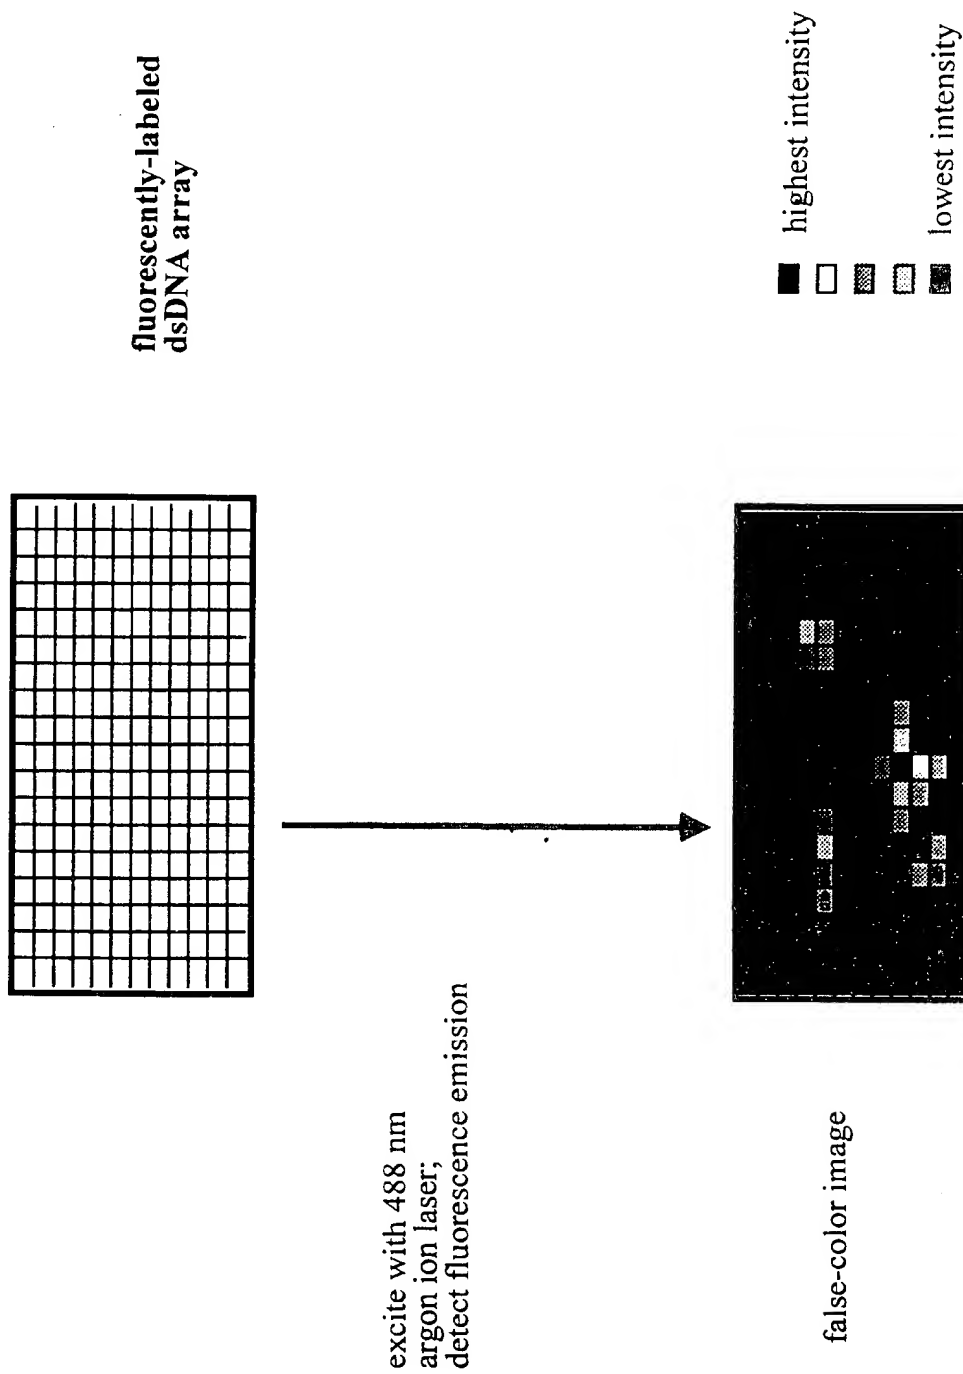 fluorescently-labeled
dsDNA array
excite with 488 nm
argon ion laser;
detect fluorescence emission
false-color image
highest intensity
lowest intensity